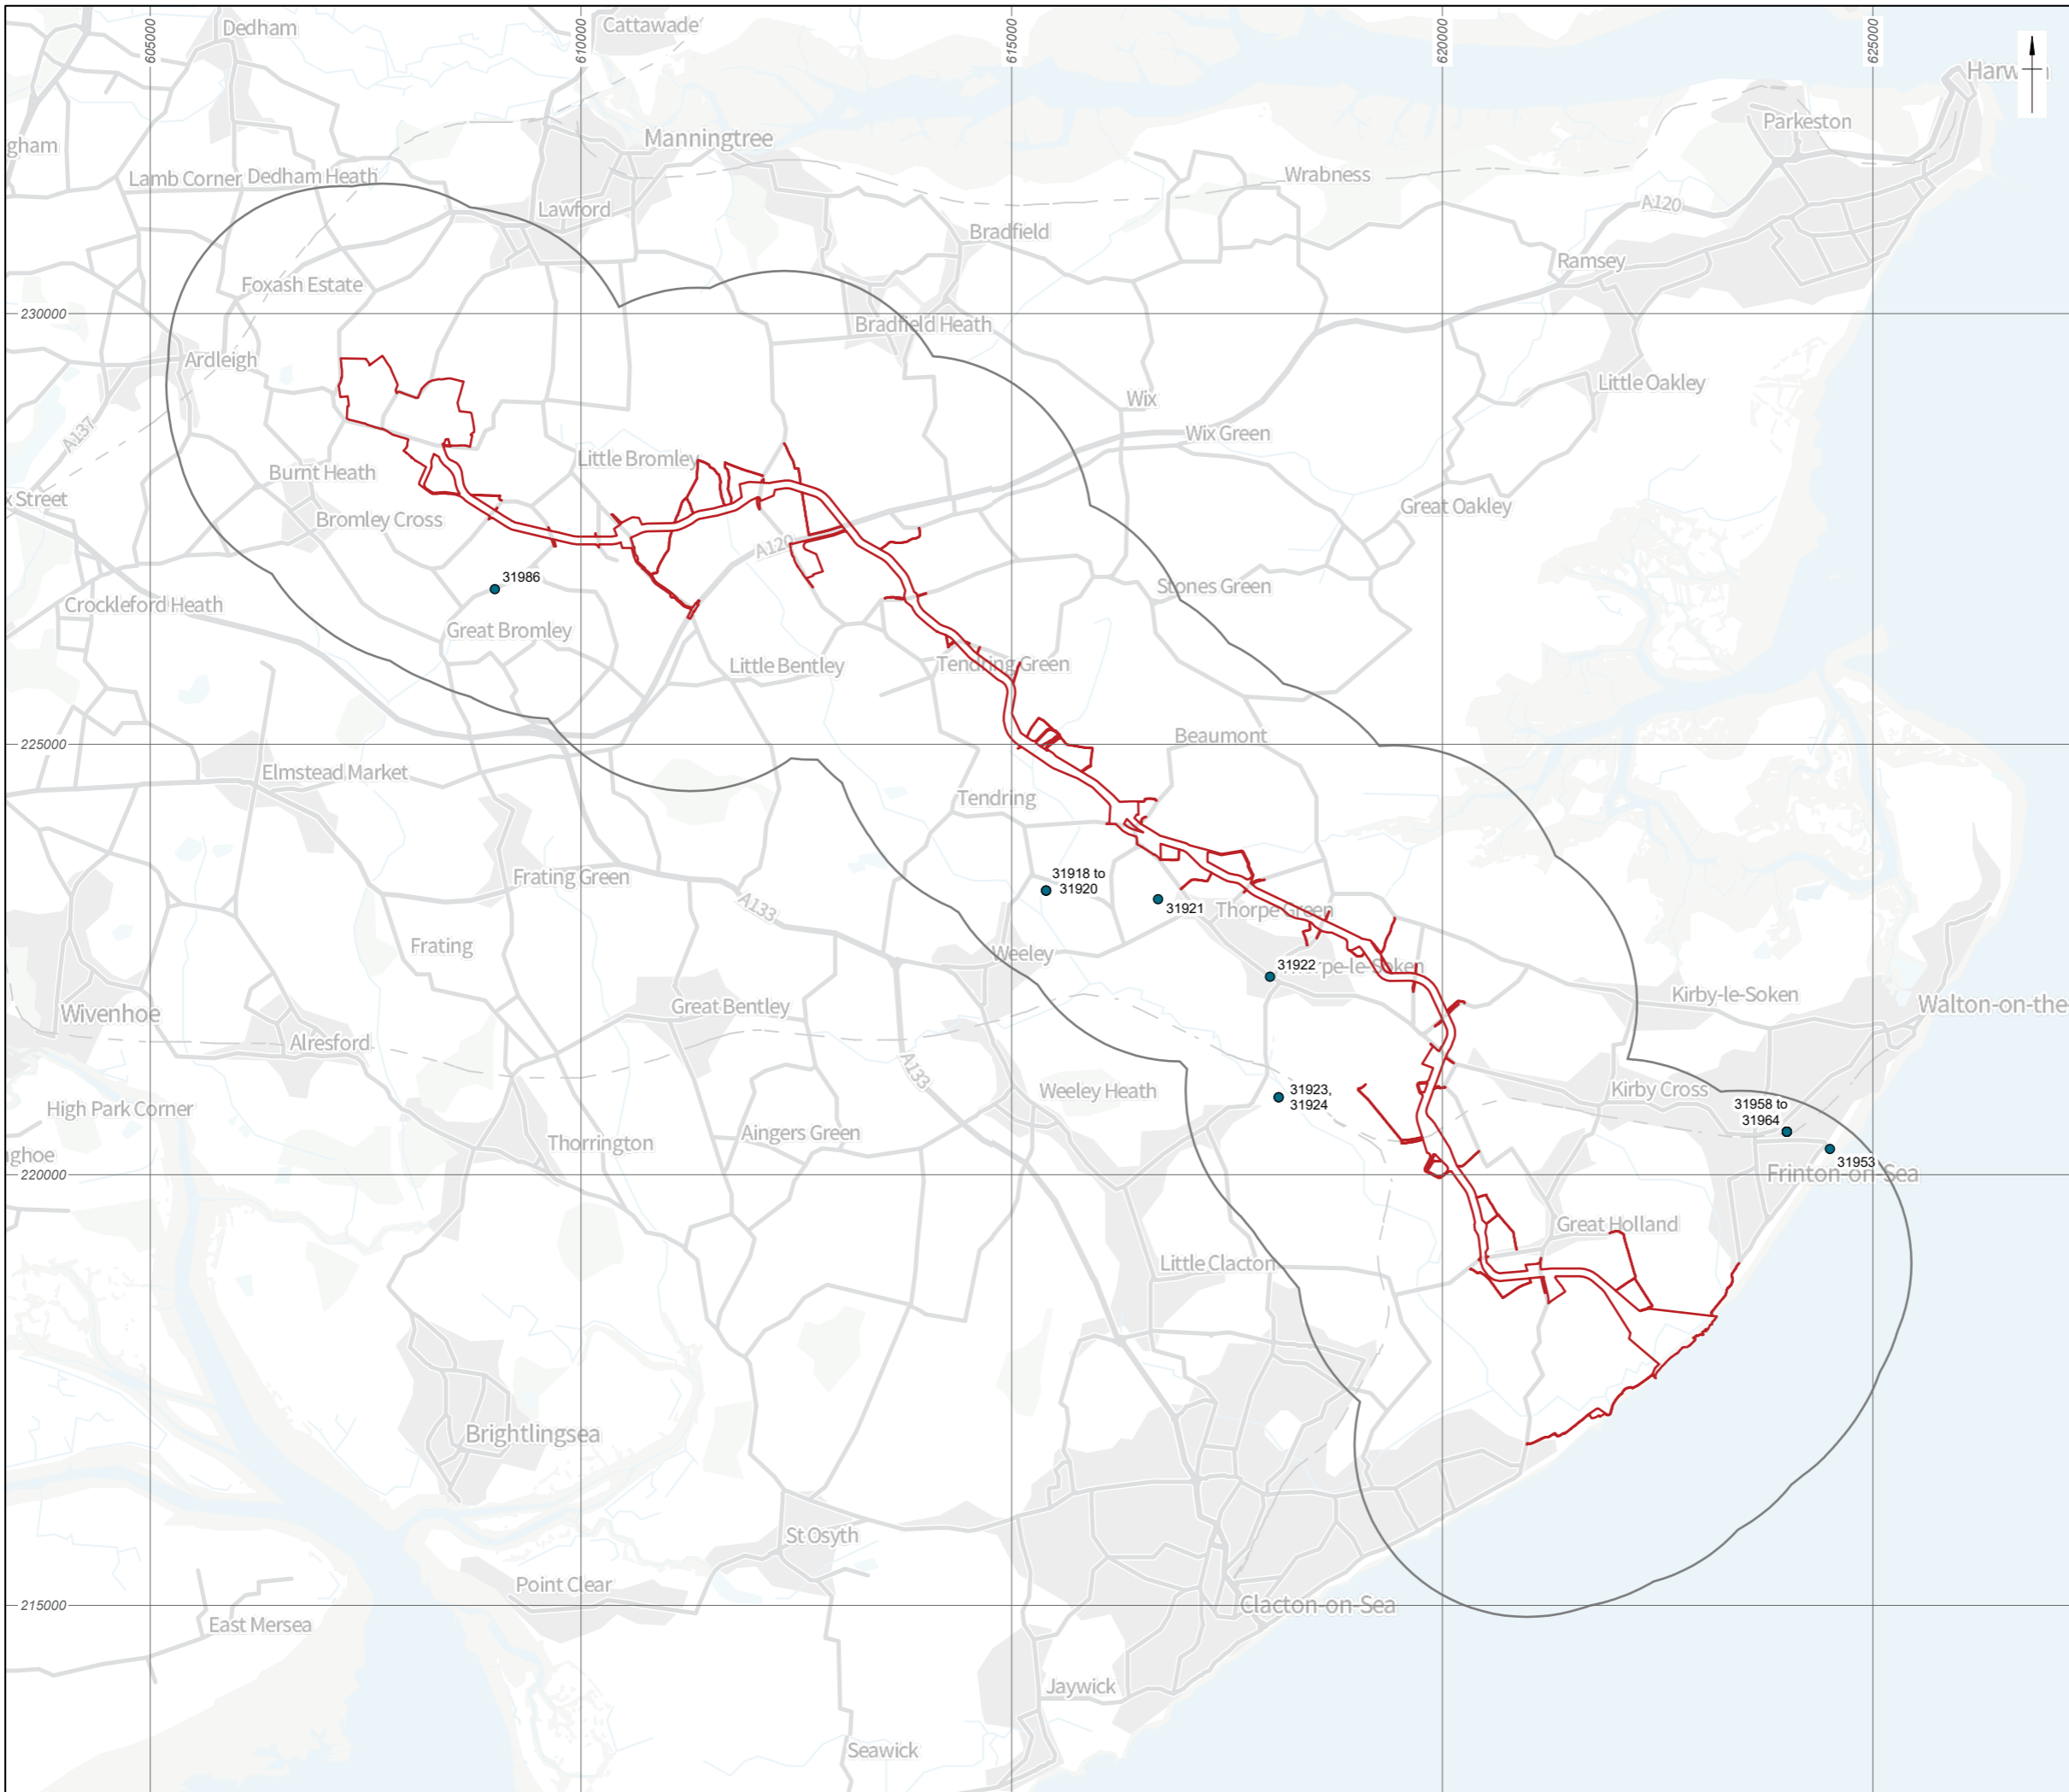 605000
610000
615000
620000
625000
Dedham
Cattawade
Harw
Parkeston
Manningtree
gham
Lamb Corner
Dedham Heath
Wrabness
A120
Lawford
Bradfield
Ramsey
Foxash Estate
230000
Bradfield Heath
Ardleigh
Little Oakley
Wix
A137
Wix Green
Little Bromley
Burnt Heath
x Street
Great Oakley
Bromley Cross
A120
31986
Stones Green
Crockleford Heath
Great Bromley
Little Bentley
Tendring Green
Beaumont
225000
Elmstead Market
Tendring
Frating Green
31918 to
31920
A133
31921
Thorpe Green
Frating
Weeley
31922
rpe-le-Soken
Kirby-le-Soken
Great Bentley
Walton-on-the-
Wivenhoe
Alresford
A133
Weeley Heath
31923,
31924
Kirby Cross
31958 to
31964
High Park Corner
Aingers Green
Thorrington
nghoe
31953
220000
Frinton-on-Sea
Great Holland
Little Clacton
Brightlingsea
St Osyth
Point Clear
215000
Clacton-on-Sea
East Mersea
Jaywick
Seawick